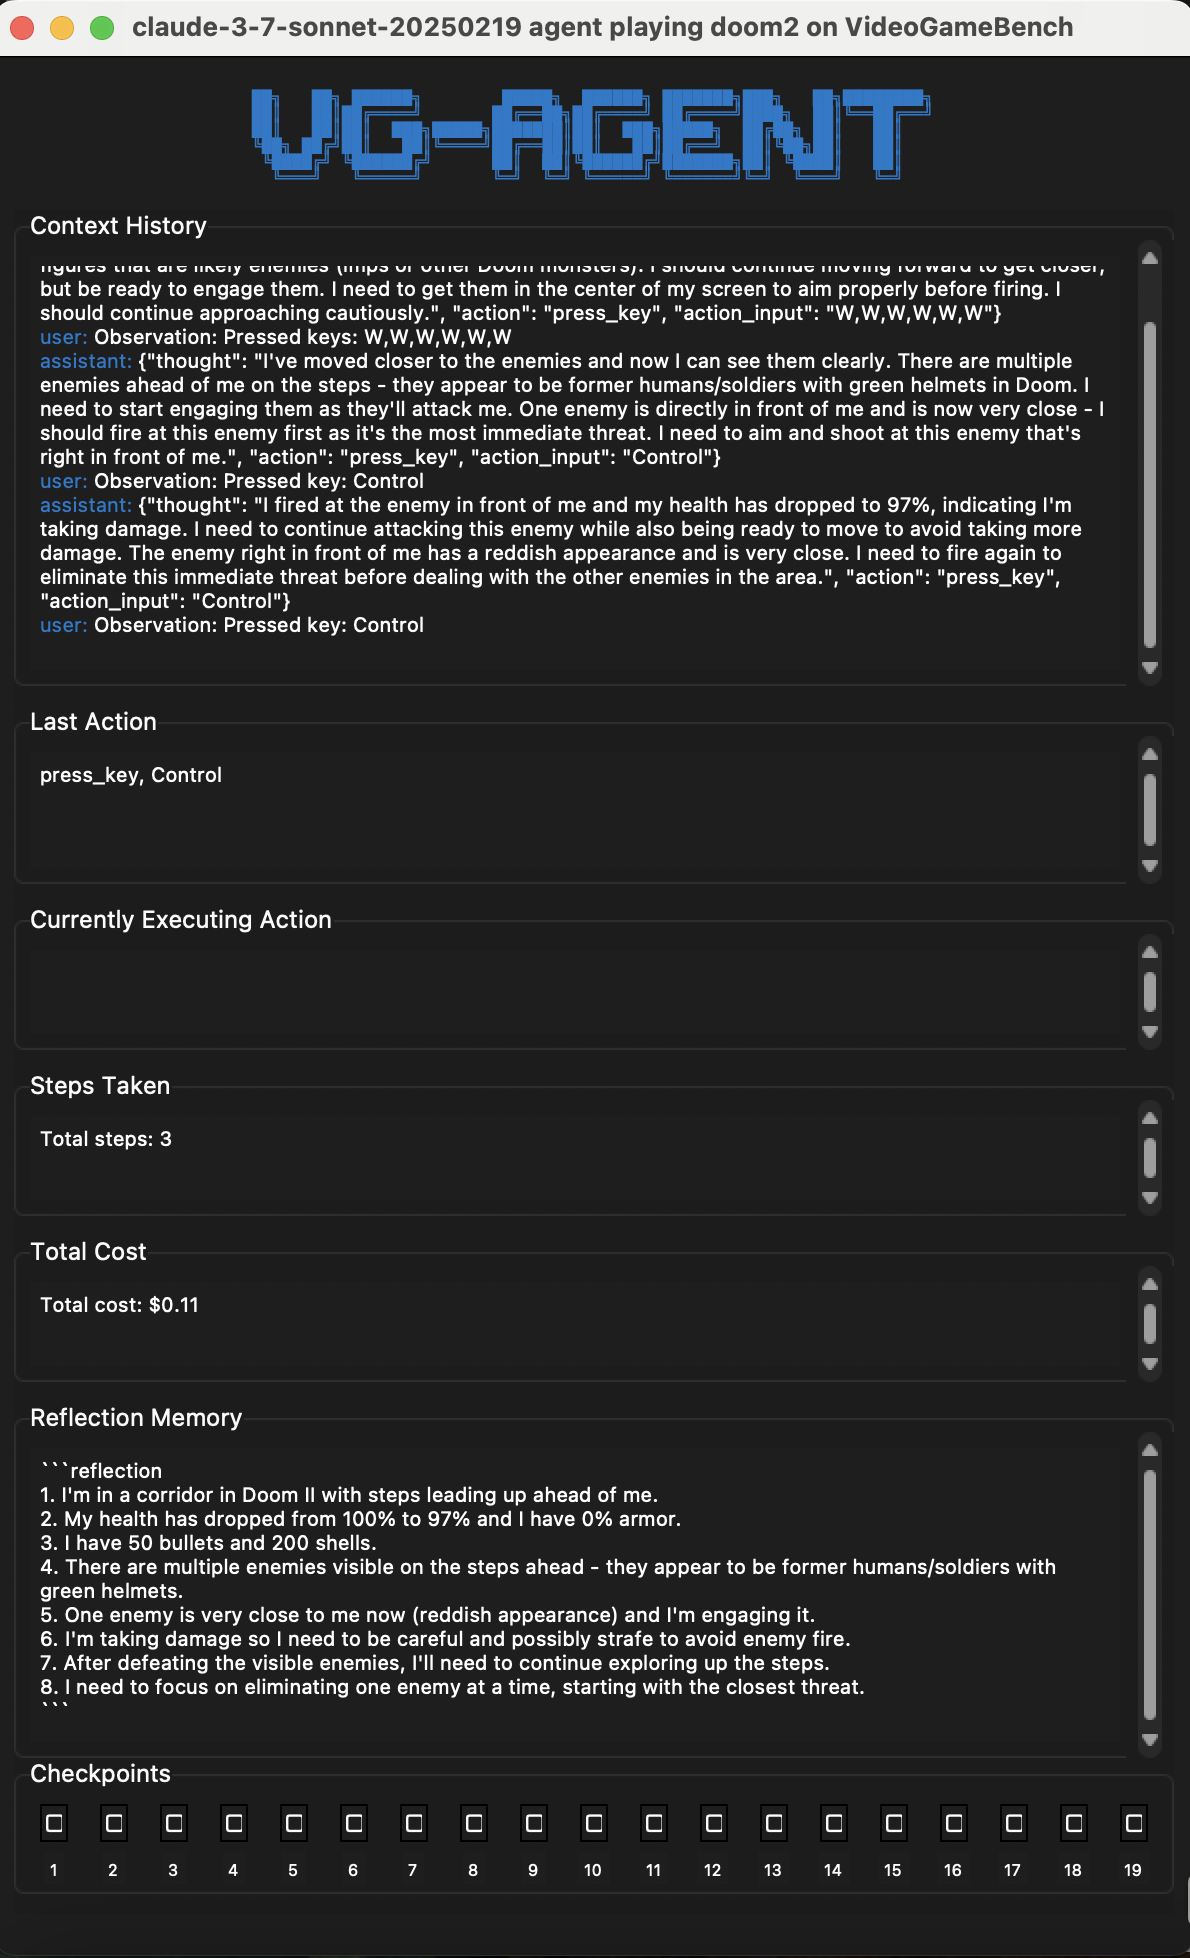 claude-3-7-sonnet-20250219 agent playing doom2 on VideoGameBench
VG-AGENT
Context History
figures that are likely enemies (imps or other Doom monsters). I should continue moving forward to get closer,
but be ready to engage them. I need to get them in the center of my screen to aim properly before firing. I
should continue approaching cautiously.", "action": "press_key", "action_input": "W,W,W,W,W,W"}
user: Observation: Pressed keys: W,W,W,W,W,W
assistant: {"thought": "I've moved closer to the enemies and now I can see them clearly. There are multiple
enemies ahead of me on the steps - they appear to be former humans/soldiers with green helmets in Doom. I
need to start engaging them as they'll attack me. One enemy is directly in front of me and is now very close - I
should fire at this enemy first as it's the most immediate threat. I need to aim and shoot at this enemy that's
right in front of me.", "action": "press_key", "action_input": "Control"}
user: Observation: Pressed key: Control
assistant: {"thought": "I fired at the enemy in front of me and my health has dropped to 97%, indicating I'm
taking damage. I need to continue attacking this enemy while also being ready to move to avoid taking more
damage. The enemy right in front of me has a reddish appearance and is very close. I need to fire again to
eliminate this immediate threat before dealing with the other enemies in the area.", "action": "press_key",
"action_input": "Control"}
user: Observation: Pressed key: Control
Last Action
press_key, Control
Currently Executing Action
Steps Taken
Total steps: 3
Total Cost
Total cost: $0.11
Reflection Memory
```reflection
1. I'm in a corridor in Doom II with steps leading up ahead of me.
2. My health has dropped from 100% to 97% and I have 0% armor.
3. I have 50 bullets and 200 shells.
4. There are multiple enemies visible on the steps ahead - they appear to be former humans/soldiers with
green helmets.
5. One enemy is very close to me now (reddish appearance) and I'm engaging it.
6. I'm taking damage so I need to be careful and possibly strafe to avoid enemy fire.
7. After defeating the visible enemies, I'll need to continue exploring up the steps.
8. I need to focus on eliminating one enemy at a time, starting with the closest threat.
```
Checkpoints
1 2 3 4 5 6 7 8 9 10 11 12 13 14 15 16 17 18 19